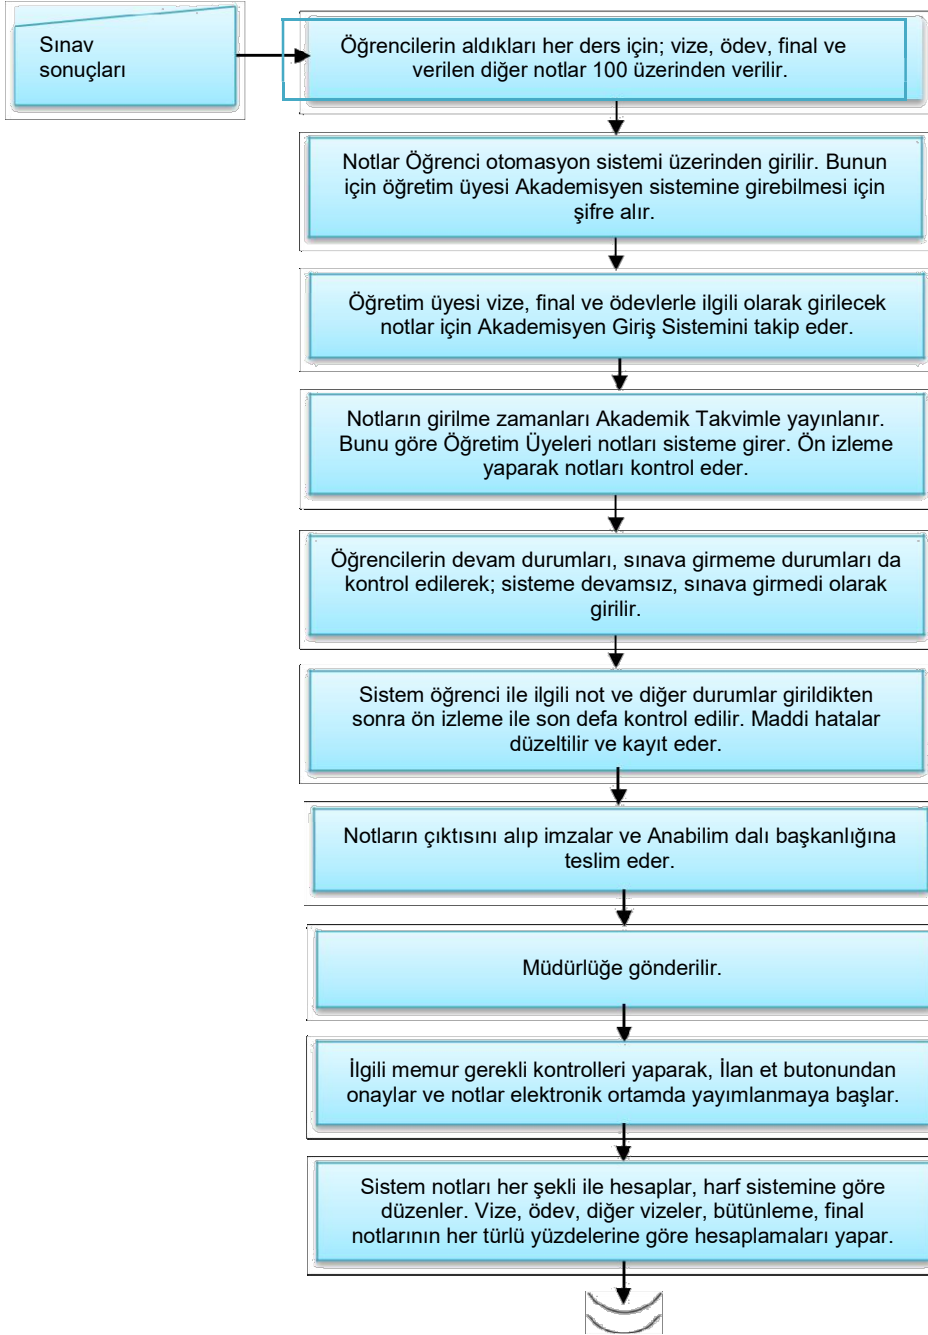 Sınav
sonuçları
Öğrencilerin aldıkları her ders için; vize, ödev, final ve
verilen diğer notlar 100 üzerinden verilir.
Notlar Öğrenci otomasyon sistemi üzerinden girilir. Bunun
için öğretim üyesi Akademisyen sistemine girebilmesi için
şifre alır.
Öğretim üyesi vize, final ve ödevlerle ilgili olarak girilecek
notlar için Akademisyen Giriş Sistemini takip eder.
Notların girilme zamanları Akademik Takvimle yayınlanır.
Bunu göre Öğretim Üyeleri notları sisteme girer. Ön izleme
yaparak notları kontrol eder.
Öğrencilerin devam durumları, sınava girmeme durumları da
kontrol edilerek; sisteme devamsız, sınava girmedi olarak
girilir.
Sistem öğrenci ile ilgili not ve diğer durumlar girildikten
sonra ön izleme ile son defa kontrol edilir. Maddi hatalar
düzeltilir ve kayıt eder.
Notların çıktısını alıp imzalar ve Anabilim dalı başkanlığına
teslim eder.
Müdürlüğe gönderilir.
İlgili memur gerekli kontrolleri yaparak, İlan et butonundan
onaylar ve notlar elektronik ortamda yayımlanmaya başlar.
Sistem notları her şekli ile hesaplar, harf sistemine göre
düzenler. Vize, ödev, diğer vizeler, bütünleme, final
notlarının her türlü yüzdelerine göre hesaplamaları yapar.